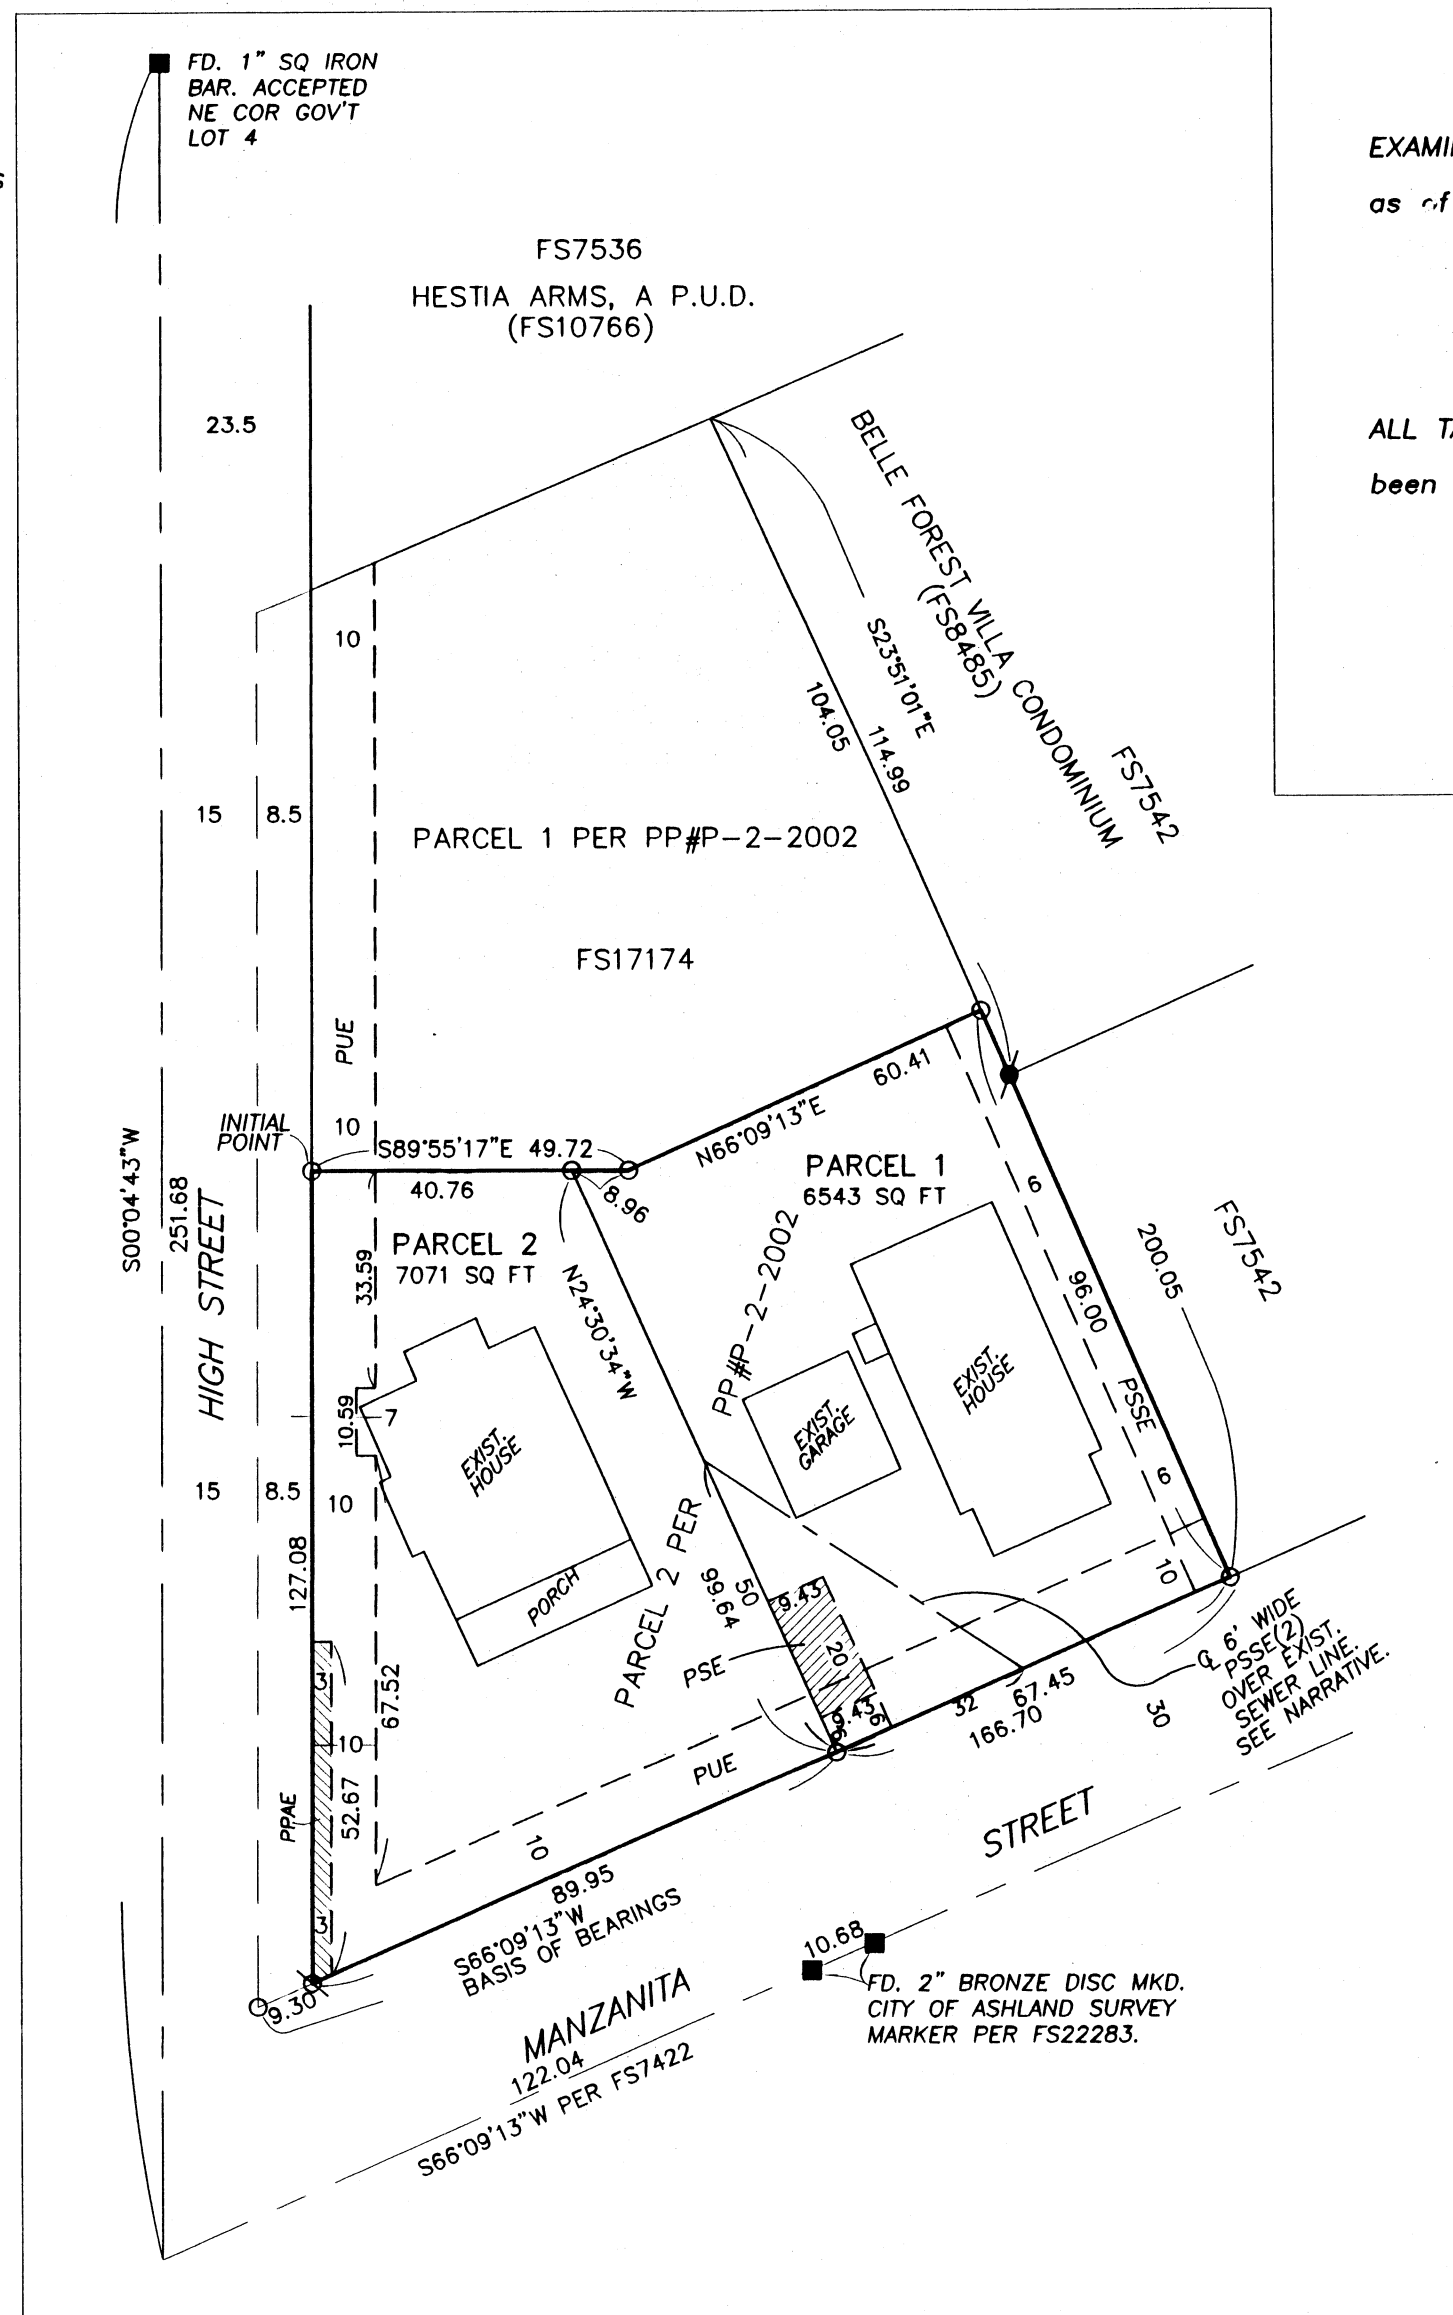 FD. 1" SQ IRON
BAR. ACCEPTED
NE COR GOV'T
LOT 4
EXAMI
as of
FS7536
HESTIA ARMS, A P.U.D.
(FS10766)
23.5
ALL TA
been
BELLE FOREST VILLA CONDOMINIUM
(FS8485)
S23°51'01"E
104.05
114.99
FS7542
10
15
8.5
PARCEL 1 PER PP#P-2-2002
FS17174
PUE
10
60.41
N66°09'13"E
INITIAL
POINT
S89°55'17"E 49.72
40.76
8.96
PARCEL 1
6543 SQ FT
PARCEL 2
7071 SQ FT
S00°04'43"W
251.68
HIGH STREET
33.59
N24°30'34"W
PP#P-2-2002
6
96.00
200.05
FS7542
10.59
7
EXIST.
HOUSE
EXIST.
GARAGE
EXIST.
HOUSE
PSSE
6
15
8.5
10
127.08
PARCEL 2 PER
50
99.64
9.43
20
PSE
PORCH
10
3
67.52
10
PPAE
52.67
3
PUE
9.43
6
6
32
67.45
166.70
30
℄ 6' WIDE
PSSE(2)
OVER EXIST.
SEWER LINE.
SEE NARRATIVE.
10
89.95
S66°09'13"W
BASIS OF BEARINGS
STREET
9.30
10.68
FD. 2" BRONZE DISC MKD.
CITY OF ASHLAND SURVEY
MARKER PER FS22283.
MANZANITA
122.04
S66°09'13"W PER FS7422